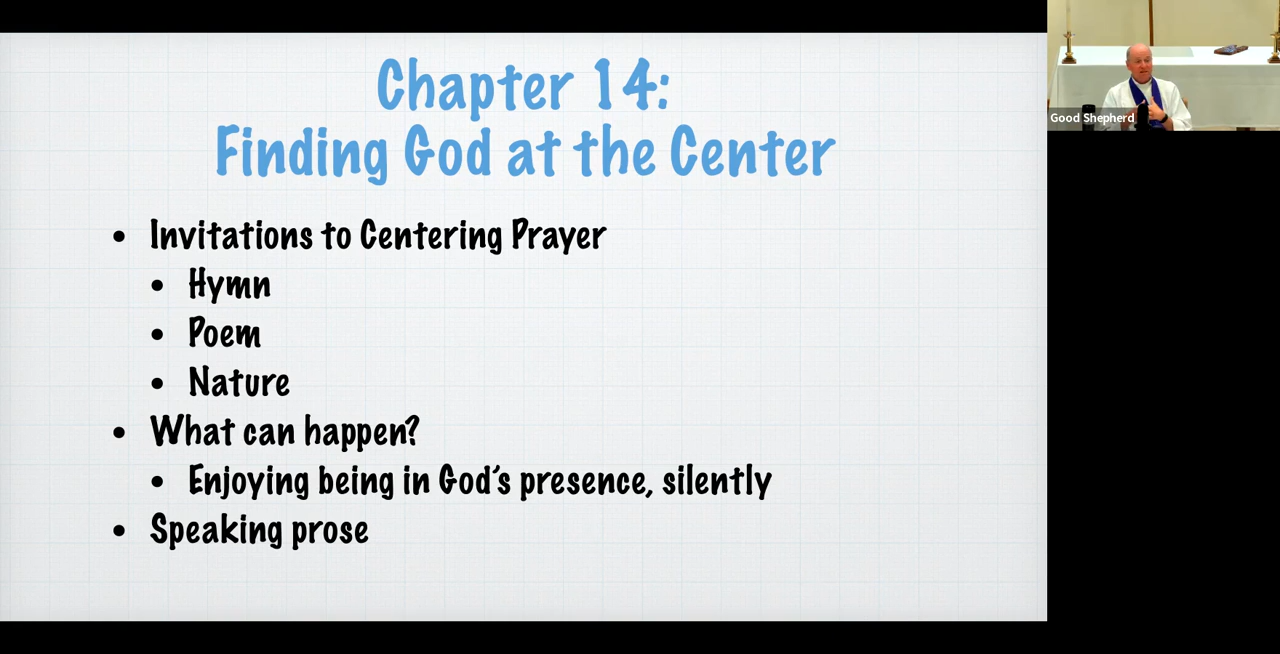 Chapter 14:
Finding God at the Center
• Invitations to Centering Prayer
• Hymn
• Poem
• Nature
• What can happen?
• Enjoying being in God's presence, silently
• Speaking prose
Good Shepherd